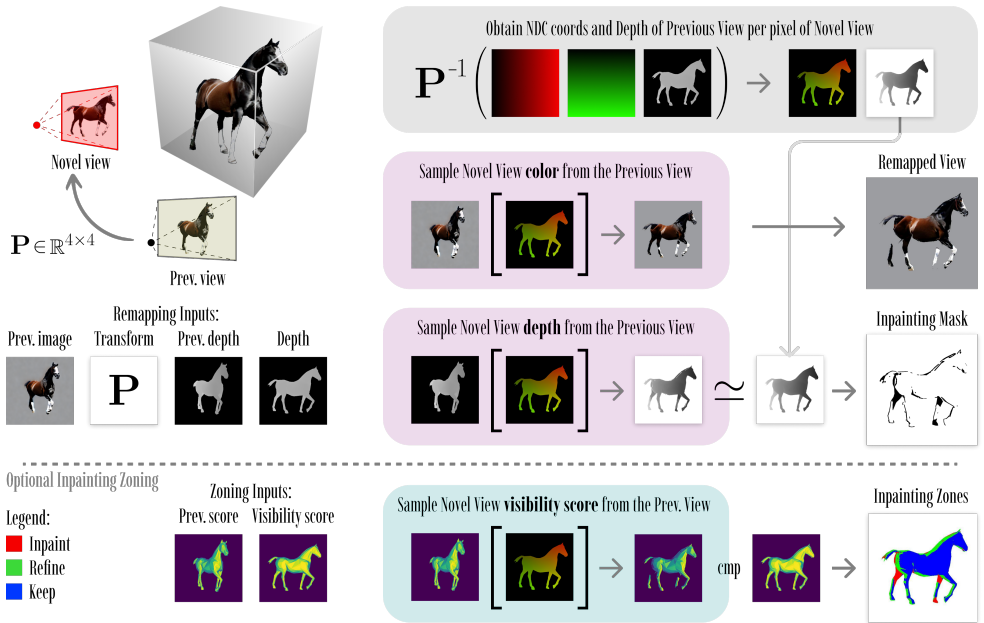 Obtain NDC coords and Depth of Previous View per pixel of Novel View
P⁻¹ ( )
Novel view
P ∈ ℝ⁴ˣ⁴
Prev. view
Sample Novel View color from the Previous View
[ ]
Remapped View
Remapping Inputs:
Prev. image Transform Prev. depth Depth
P
Sample Novel View depth from the Previous View
[ ] ≃
Inpainting Mask
Optional Inpainting Zoning
Legend:
Inpaint
Refine
Keep
Zoning Inputs:
Prev. score Visibility score
Sample Novel View visibility score from the Prev. View
[ ] cmp
Inpainting Zones